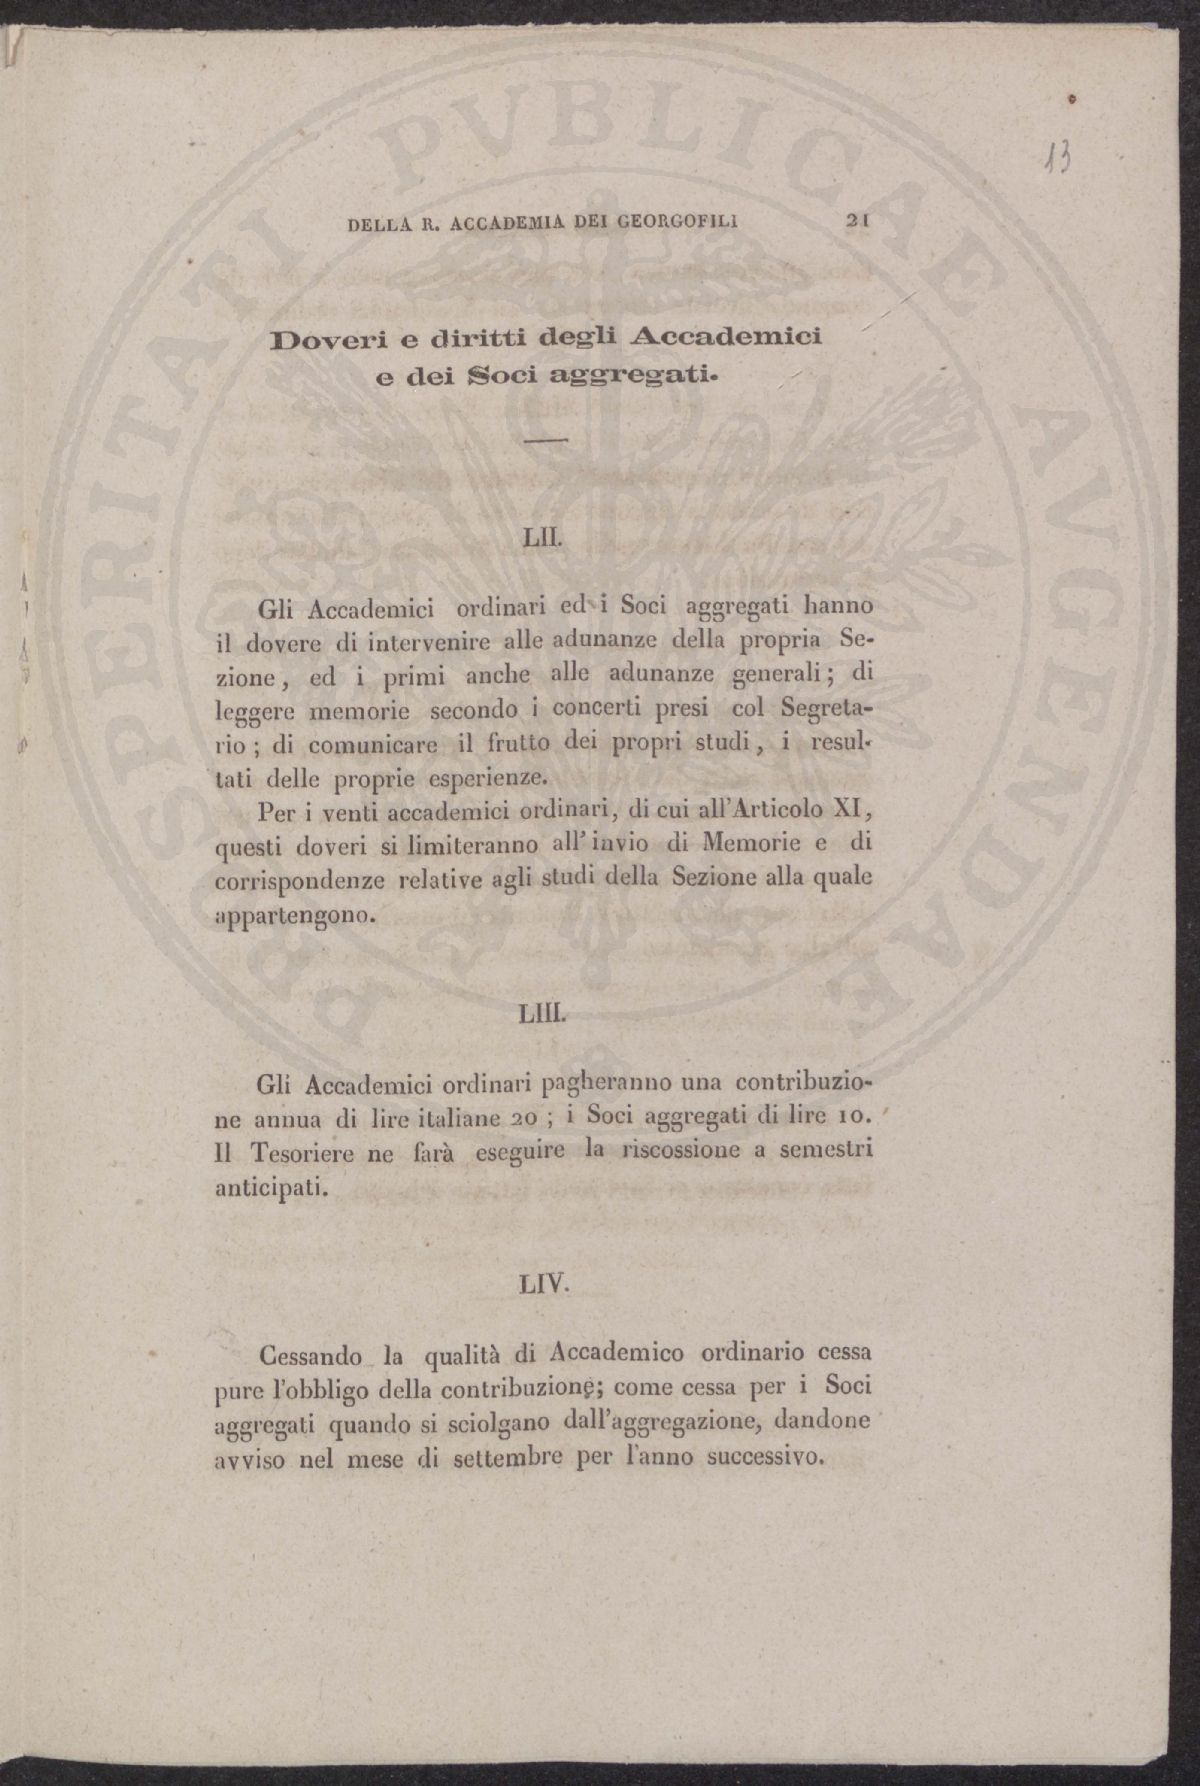 PROSPERITATI PVBLICAE AVGENDAE
13
DELLA R. ACCADEMIA DEI GEORGOFILI 21
Doveri e diritti degli Accademici
e dei Soci aggregati.
LII.
Gli Accademici ordinari ed i Soci aggregati hanno
il dovere di intervenire alle adunanze della propria Se-
zione, ed i primi anche alle adunanze generali; di
leggere memorie secondo i concerti presi col Segreta-
rio; di comunicare il frutto dei propri studi, i resul-
tati delle proprie esperienze.
Per i venti accademici ordinari, di cui all'Articolo XI,
questi doveri si limiteranno all'invio di Memorie e di
corrispondenze relative agli studi della Sezione alla quale
appartengono.
LIII.
Gli Accademici ordinari pagheranno una contribuzio-
ne annua di lire italiane 20; i Soci aggregati di lire 10.
Il Tesoriere ne farà eseguire la riscossione a semestri
anticipati.
LIV.
Cessando la qualità di Accademico ordinario cessa
pure l'obbligo della contribuzione; come cessa per i Soci
aggregati quando si sciolgano dall'aggregazione, dandone
avviso nel mese di settembre per l'anno successivo.